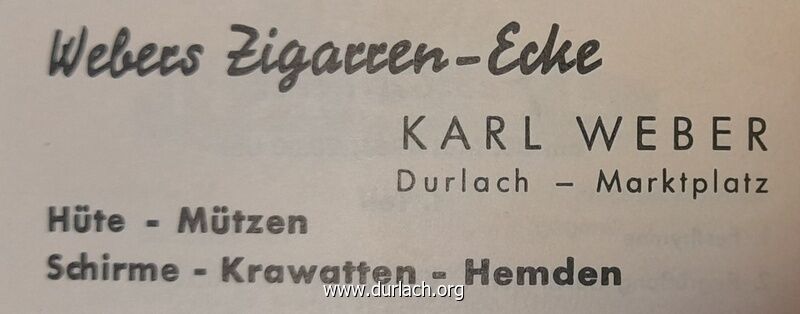 Webers Zigarren-Ecke
KARL WEBER
Durlach – Marktplatz
Hüte - Mützen
Schirme - Krawatten - Hemden
www.durlach.org